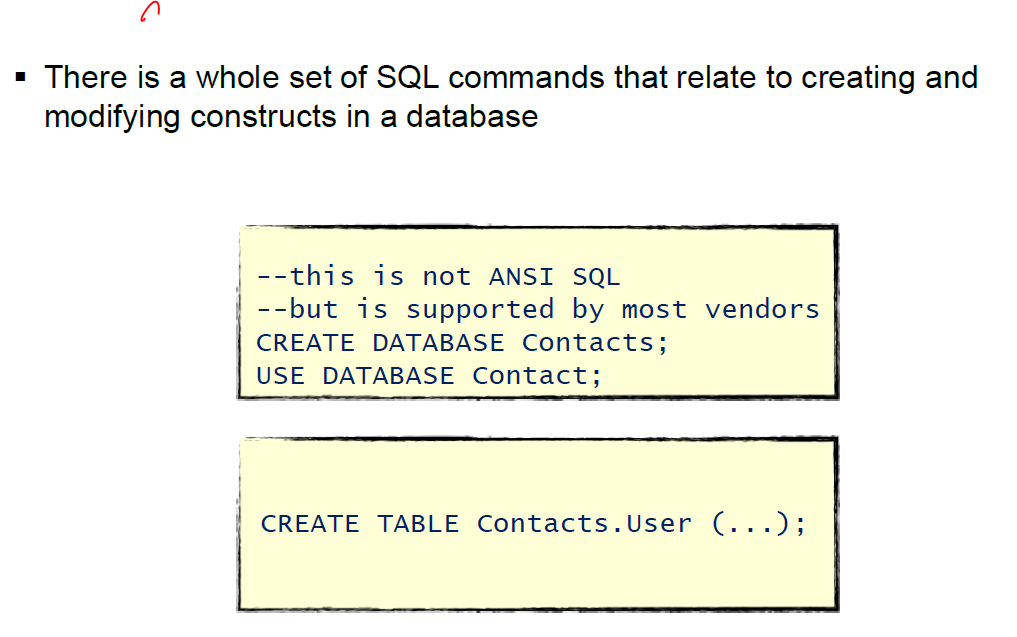 ▪ There is a whole set of SQL commands that relate to creating and
modifying constructs in a database
--this is not ANSI SQL
--but is supported by most vendors
CREATE DATABASE Contacts;
USE DATABASE Contact;
CREATE TABLE Contacts.User (...);